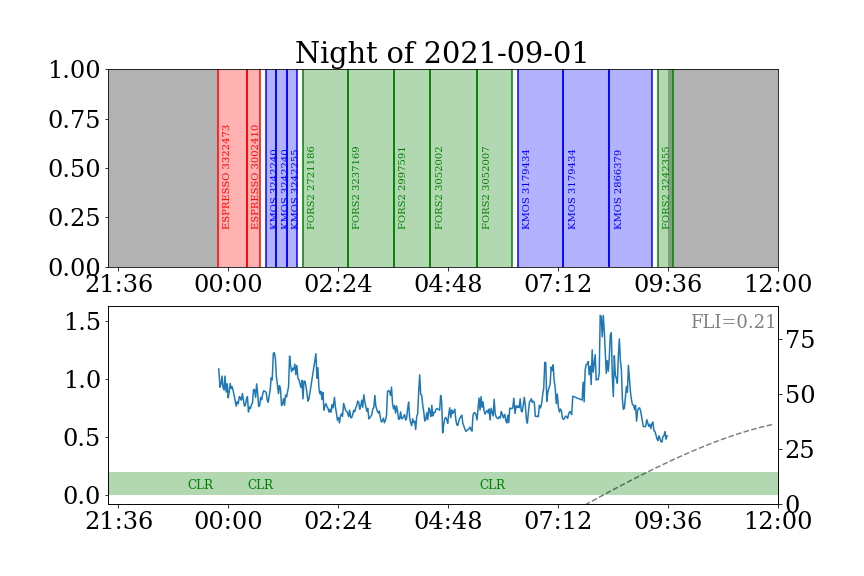 Night of 2021-09-01
1.00
0.75
0.50
0.25
0.00
ESPRESSO 3322473
ESPRESSO 3002410
KMOS 3242240
KMOS 3242240
KMOS 3242255
FORS2 2721186
FORS2 3237169
FORS2 2997591
FORS2 3052002
FORS2 3052007
KMOS 3179434
KMOS 3179434
KMOS 2866379
FORS2 3242355
21:36 00:00 02:24 04:48 07:12 09:36 12:00
1.5
1.0
0.5
0.0
FLI=0.21
75
50
25
0
CLR CLR CLR
21:36 00:00 02:24 04:48 07:12 09:36 12:00